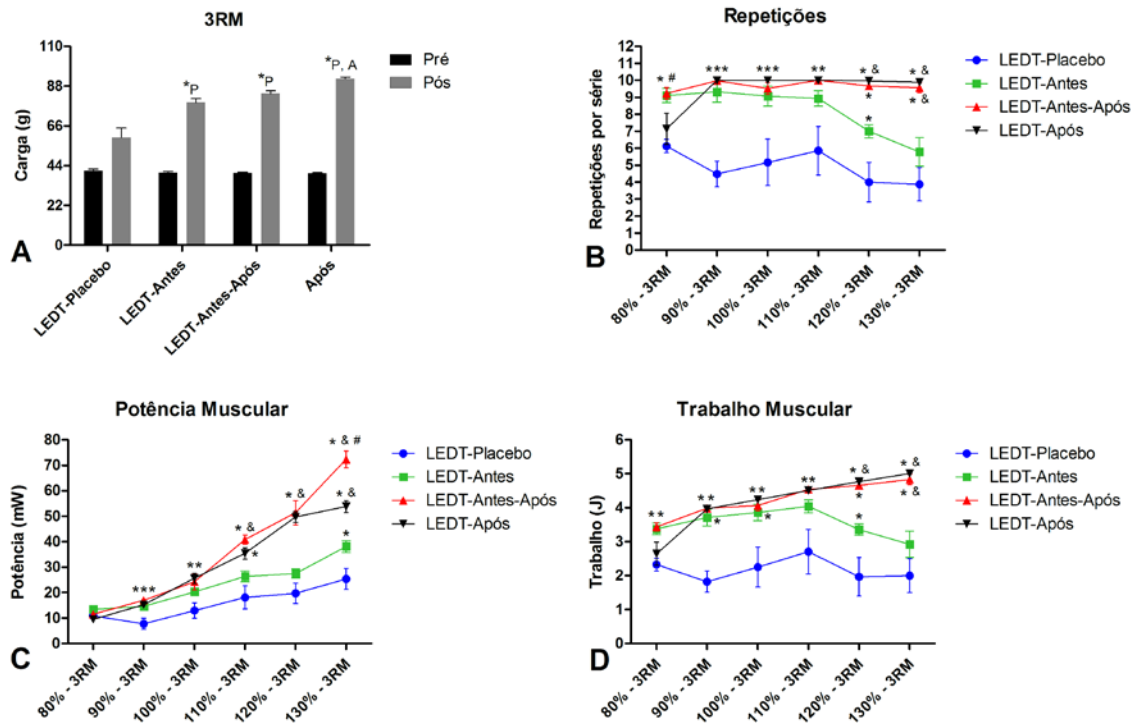 3RM
110
88
66
44
22
0
Carga (g)
*P
*P
*P, A
Pré
Pós
LEDT-Placebo
LEDT-Antes
LEDT-Antes-Após
Após
A
Repetições
12
11
10
9
8
7
6
5
4
3
2
1
0
Repetições por série
* #
***
***
**
* &
* &
*
* &
*
LEDT-Placebo
LEDT-Antes
LEDT-Antes-Após
LEDT-Após
80% - 3RM
90% - 3RM
100% - 3RM
110% - 3RM
120% - 3RM
130% - 3RM
B
Potência Muscular
80
70
60
50
40
30
20
10
0
Potência (mW)
***
**
* &
*
* &
* & #
* &
*
LEDT-Placebo
LEDT-Antes
LEDT-Antes-Após
LEDT-Após
80% - 3RM
90% - 3RM
100% - 3RM
110% - 3RM
120% - 3RM
130% - 3RM
C
Trabalho Muscular
6
5
4
3
2
1
0
Trabalho (J)
**
**
*
**
*
**
* &
*
*
* &
* &
LEDT-Placebo
LEDT-Antes
LEDT-Antes-Após
LEDT-Após
80% - 3RM
90% - 3RM
100% - 3RM
110% - 3RM
120% - 3RM
130% - 3RM
D